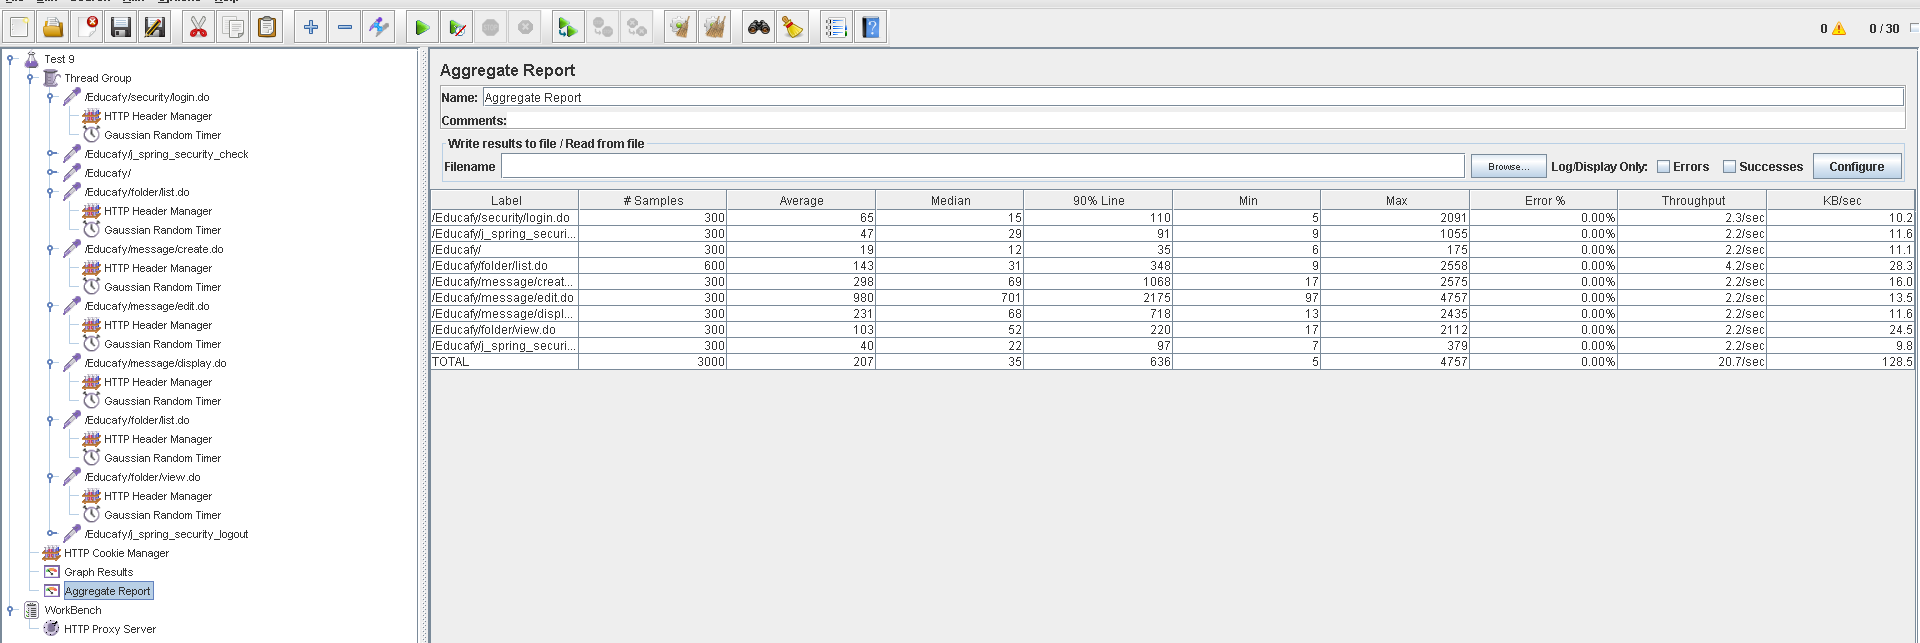 0
0 / 30
Test 9
Thread Group
/Educafy/security/login.do
HTTP Header Manager
Gaussian Random Timer
/Educafy/j_spring_security_check
/Educafy/
/Educafy/folder/list.do
HTTP Header Manager
Gaussian Random Timer
/Educafy/message/create.do
HTTP Header Manager
Gaussian Random Timer
/Educafy/message/edit.do
HTTP Header Manager
Gaussian Random Timer
/Educafy/message/display.do
HTTP Header Manager
Gaussian Random Timer
/Educafy/folder/list.do
HTTP Header Manager
Gaussian Random Timer
/Educafy/folder/view.do
HTTP Header Manager
Gaussian Random Timer
/Educafy/j_spring_security_logout
HTTP Cookie Manager
Graph Results
Aggregate Report
WorkBench
HTTP Proxy Server
Aggregate Report
Name: Aggregate Report
Comments:
Write results to file / Read from file
Filename Browse... Log/Display Only: Errors Successes Configure
Label # Samples Average Median 90% Line Min Max Error % Throughput KB/sec
/Educafy/security/login.do 300 65 15 110 5 2091 0.00% 2.3/sec 10.2
/Educafy/j_spring_securi... 300 47 29 91 9 1055 0.00% 2.2/sec 11.6
/Educafy/ 300 19 12 35 6 175 0.00% 2.2/sec 11.1
/Educafy/folder/list.do 600 143 31 348 9 2558 0.00% 4.2/sec 28.3
/Educafy/message/creat... 300 298 69 1068 17 2575 0.00% 2.2/sec 16.0
/Educafy/message/edit.do 300 980 701 2175 97 4757 0.00% 2.2/sec 13.5
/Educafy/message/displ... 300 231 68 718 13 2435 0.00% 2.2/sec 11.6
/Educafy/folder/view.do 300 103 52 220 17 2112 0.00% 2.2/sec 24.5
/Educafy/j_spring_securi... 300 40 22 97 7 379 0.00% 2.2/sec 9.8
TOTAL 3000 207 35 636 5 4757 0.00% 20.7/sec 128.5